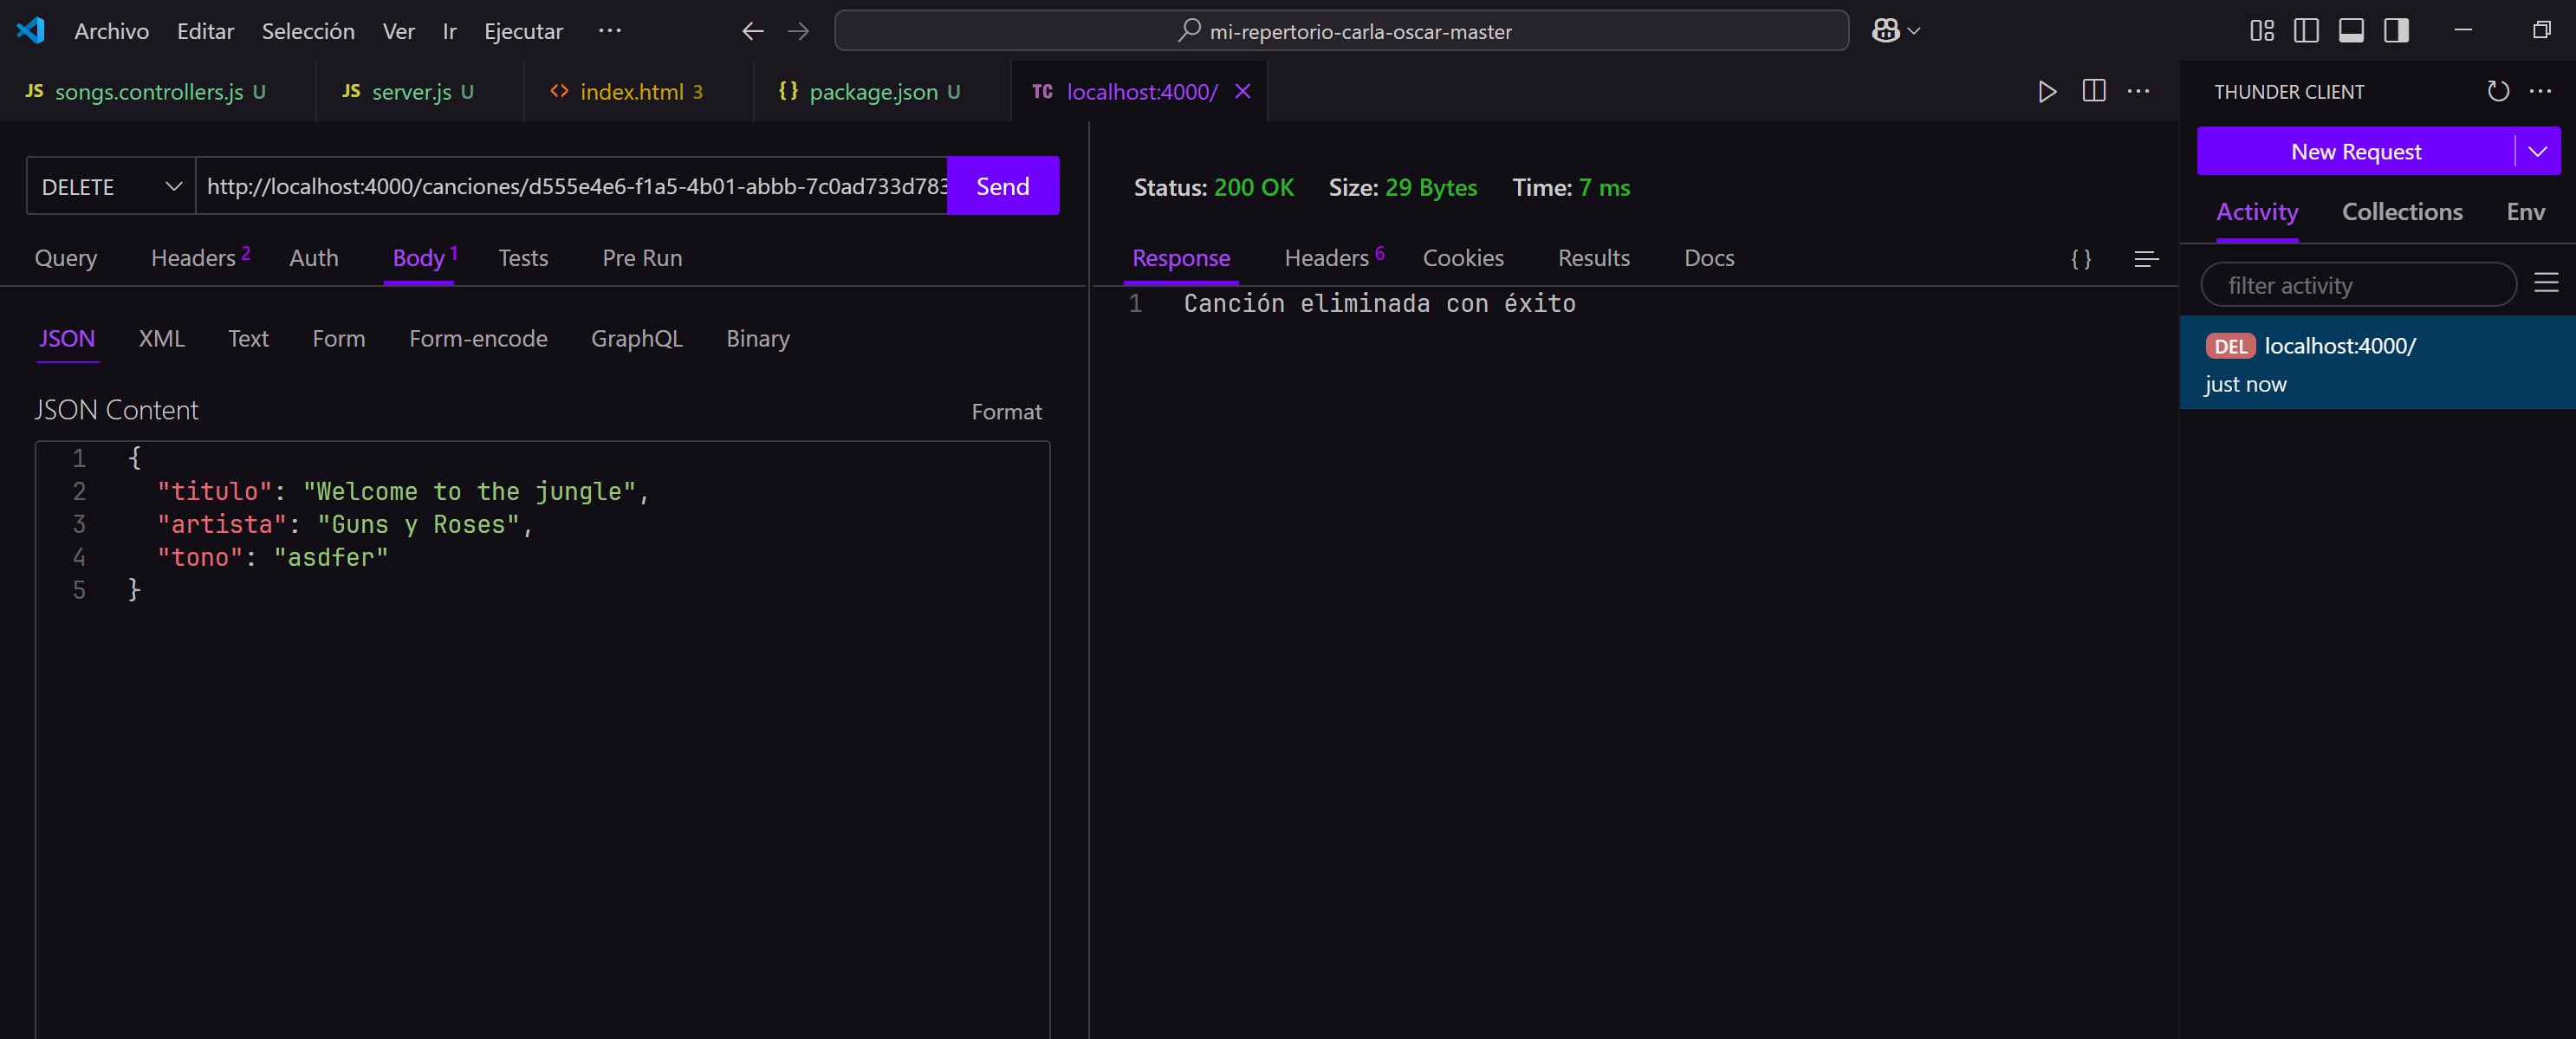 Archivo Editar Selección Ver Ir Ejecutar ··· mi-repertorio-carla-oscar-master
JS songs.controllers.js U JS server.js U <> index.html 3 {} package.json U TC localhost:4000/
THUNDER CLIENT
New Request
DELETE http://localhost:4000/canciones/d555e4e6-f1a5-4b01-abbb-7c0ad733d783 Send
Status: 200 OK Size: 29 Bytes Time: 7 ms
Activity Collections Env
Query Headers 2 Auth Body 1 Tests Pre Run
Response Headers 6 Cookies Results Docs {}
filter activity
1 Canción eliminada con éxito
JSON XML Text Form Form-encode GraphQL Binary
DEL localhost:4000/
just now
JSON Content Format
1 {
2 "titulo": "Welcome to the jungle",
3 "artista": "Guns y Roses",
4 "tono": "asdfer"
5 }